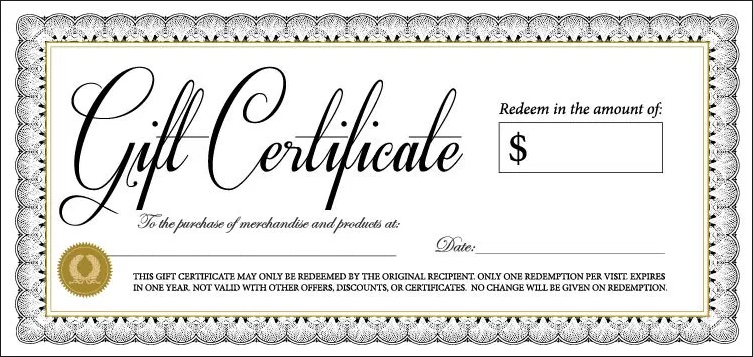 Gift Certificate
Redeem in the amount of:
$
To the purchase of merchandise and products at:
Date:
THIS GIFT CERTIFICATE MAY ONLY BE REDEEMED BY THE ORIGINAL RECIPIENT. ONLY ONE REDEMPTION PER VISIT. EXPIRES
IN ONE YEAR. NOT VALID WITH OTHER OFFERS, DISCOUNTS, OR CERTIFICATES. NO CHANGE WILL BE GIVEN ON REDEMPTION.